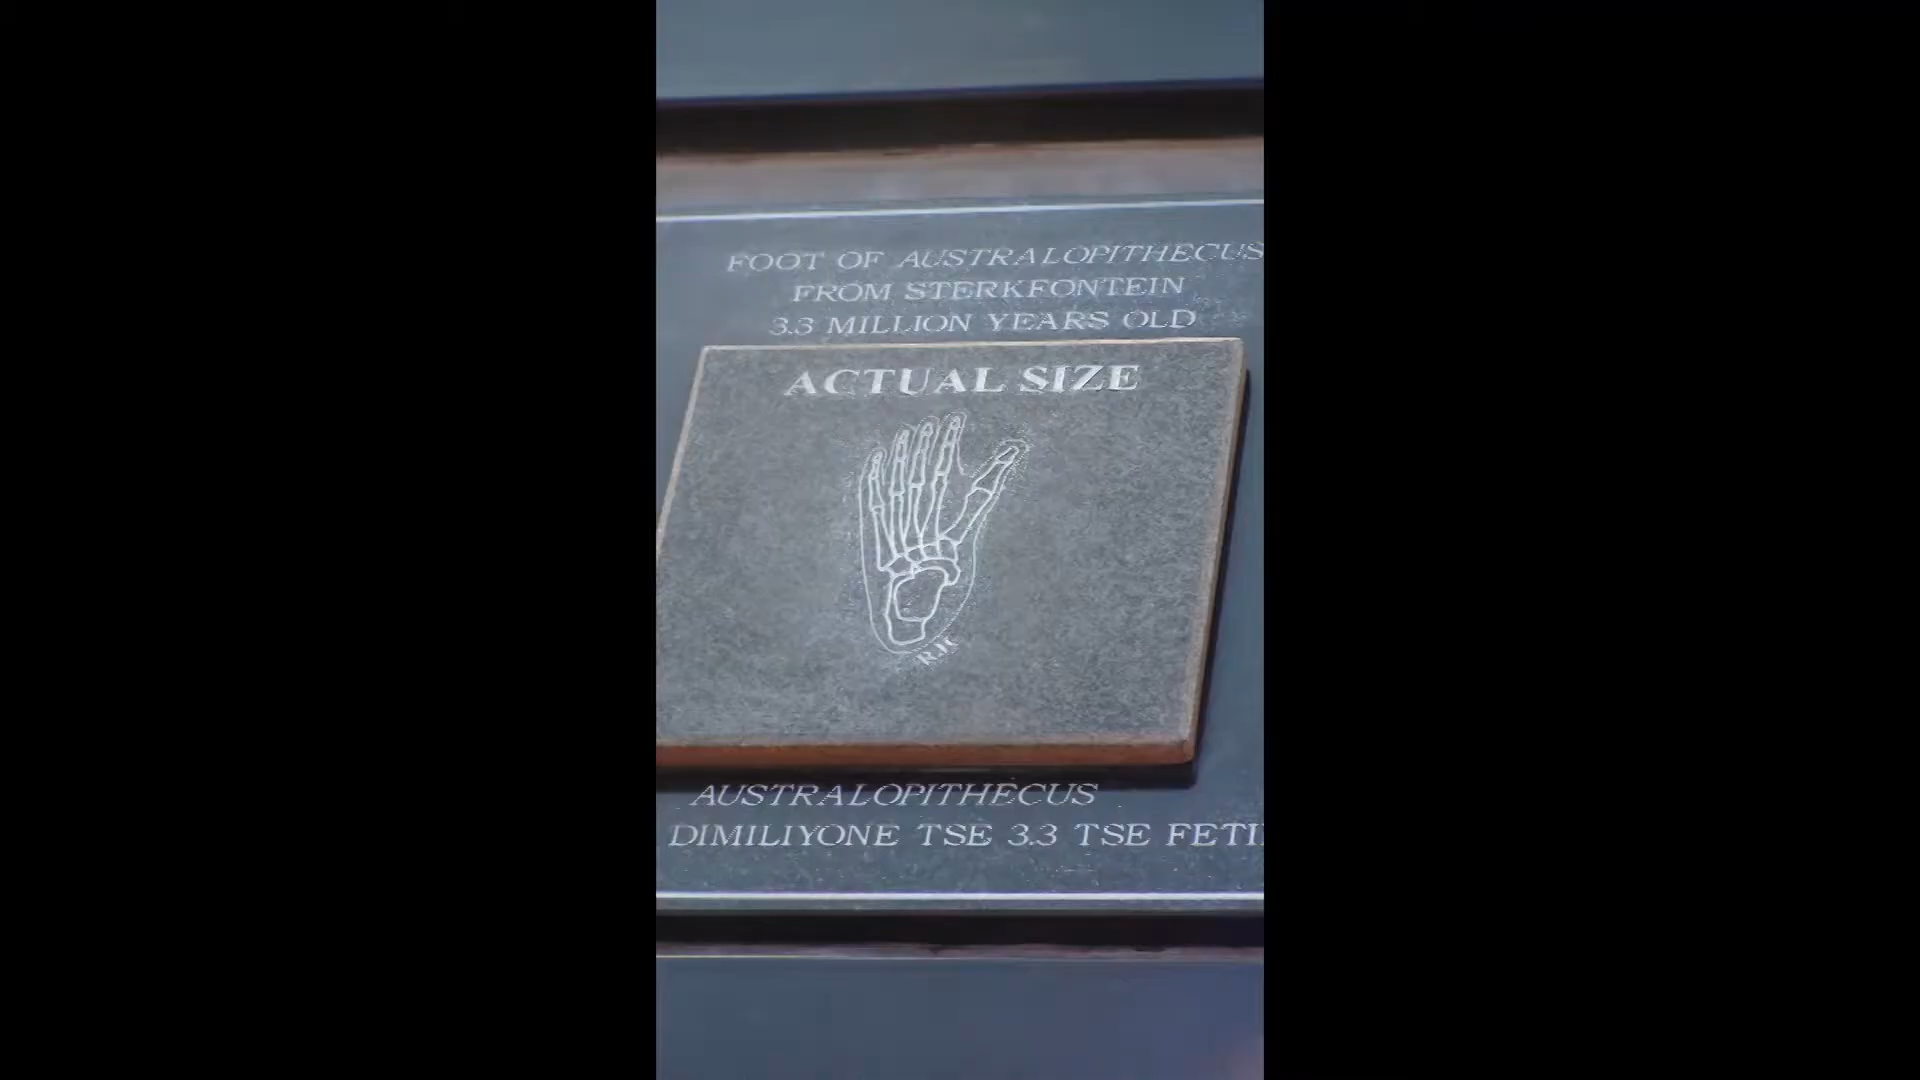 FOOT OF AUSTRALOPITHECUS
FROM STERKFONTEIN
3.3 MILLION YEARS OLD
ACTUAL SIZE
AUSTRALOPITHECUS
DIMILIYONE TSE 3.3 TSE